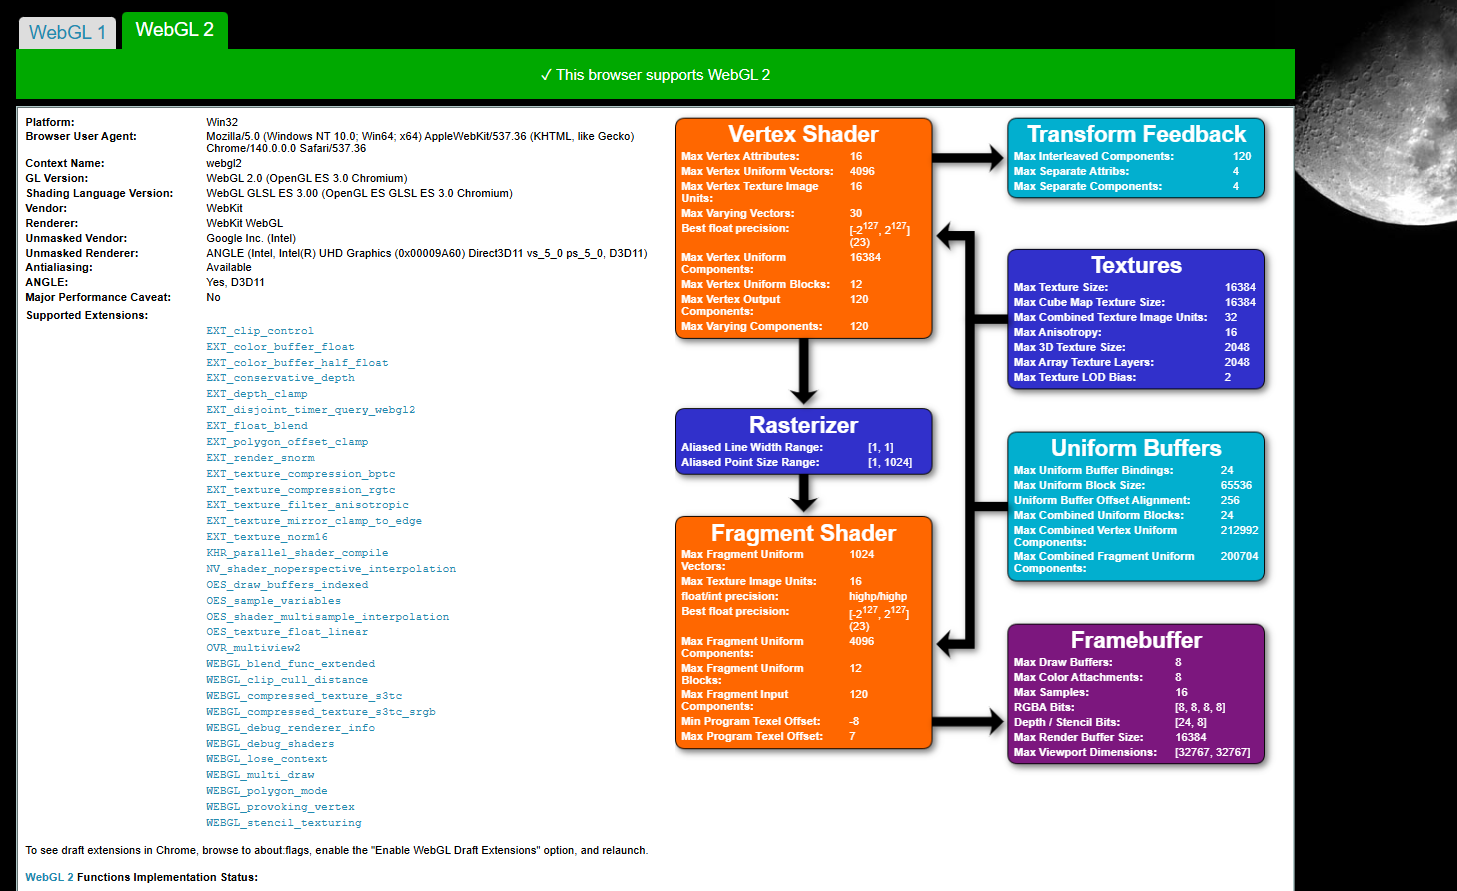 WebGL 1
WebGL 2
✓ This browser supports WebGL 2
Platform: Win32
Browser User Agent: Mozilla/5.0 (Windows NT 10.0; Win64; x64) AppleWebKit/537.36 (KHTML, like Gecko)
Chrome/140.0.0.0 Safari/537.36
Context Name: webgl2
GL Version: WebGL 2.0 (OpenGL ES 3.0 Chromium)
Shading Language Version: WebGL GLSL ES 3.00 (OpenGL ES GLSL ES 3.0 Chromium)
Vendor: WebKit
Renderer: WebKit WebGL
Unmasked Vendor: Google Inc. (Intel)
Unmasked Renderer: ANGLE (Intel, Intel(R) UHD Graphics (0x00009A60) Direct3D11 vs_5_0 ps_5_0, D3D11)
Antialiasing: Available
ANGLE: Yes, D3D11
Major Performance Caveat: No
Supported Extensions:
EXT_clip_control
EXT_color_buffer_float
EXT_color_buffer_half_float
EXT_conservative_depth
EXT_depth_clamp
EXT_disjoint_timer_query_webgl2
EXT_float_blend
EXT_polygon_offset_clamp
EXT_render_snorm
EXT_texture_compression_bptc
EXT_texture_compression_rgtc
EXT_texture_filter_anisotropic
EXT_texture_mirror_clamp_to_edge
EXT_texture_norm16
KHR_parallel_shader_compile
NV_shader_noperspective_interpolation
OES_draw_buffers_indexed
OES_sample_variables
OES_shader_multisample_interpolation
OES_texture_float_linear
OVR_multiview2
WEBGL_blend_func_extended
WEBGL_clip_cull_distance
WEBGL_compressed_texture_s3tc
WEBGL_compressed_texture_s3tc_srgb
WEBGL_debug_renderer_info
WEBGL_debug_shaders
WEBGL_lose_context
WEBGL_multi_draw
WEBGL_polygon_mode
WEBGL_provoking_vertex
WEBGL_stencil_texturing
To see draft extensions in Chrome, browse to about:flags, enable the "Enable WebGL Draft Extensions" option, and relaunch.
WebGL 2 Functions Implementation Status:
Vertex Shader
Max Vertex Attributes: 16
Max Vertex Uniform Vectors: 4096
Max Vertex Texture Image 16
Units:
Max Varying Vectors: 30
Best float precision: [-2^127, 2^127]
(23)
Max Vertex Uniform 16384
Components:
Max Vertex Uniform Blocks: 12
Max Vertex Output 120
Components:
Max Varying Components: 120
Rasterizer
Aliased Line Width Range: [1, 1]
Aliased Point Size Range: [1, 1024]
Fragment Shader
Max Fragment Uniform 1024
Vectors:
Max Texture Image Units: 16
float/int precision: highp/highp
Best float precision: [-2^127, 2^127]
(23)
Max Fragment Uniform 4096
Components:
Max Fragment Uniform 12
Blocks:
Max Fragment Input 120
Components:
Min Program Texel Offset: -8
Max Program Texel Offset: 7
Transform Feedback
Max Interleaved Components: 120
Max Separate Attribs: 4
Max Separate Components: 4
Textures
Max Texture Size: 16384
Max Cube Map Texture Size: 16384
Max Combined Texture Image Units: 32
Max Anisotropy: 16
Max 3D Texture Size: 2048
Max Array Texture Layers: 2048
Max Texture LOD Bias: 2
Uniform Buffers
Max Uniform Buffer Bindings: 24
Max Uniform Block Size: 65536
Uniform Buffer Offset Alignment: 256
Max Combined Uniform Blocks: 24
Max Combined Vertex Uniform 212992
Components:
Max Combined Fragment Uniform 200704
Components:
Framebuffer
Max Draw Buffers: 8
Max Color Attachments: 8
Max Samples: 16
RGBA Bits: [8, 8, 8, 8]
Depth / Stencil Bits: [24, 8]
Max Render Buffer Size: 16384
Max Viewport Dimensions: [32767, 32767]